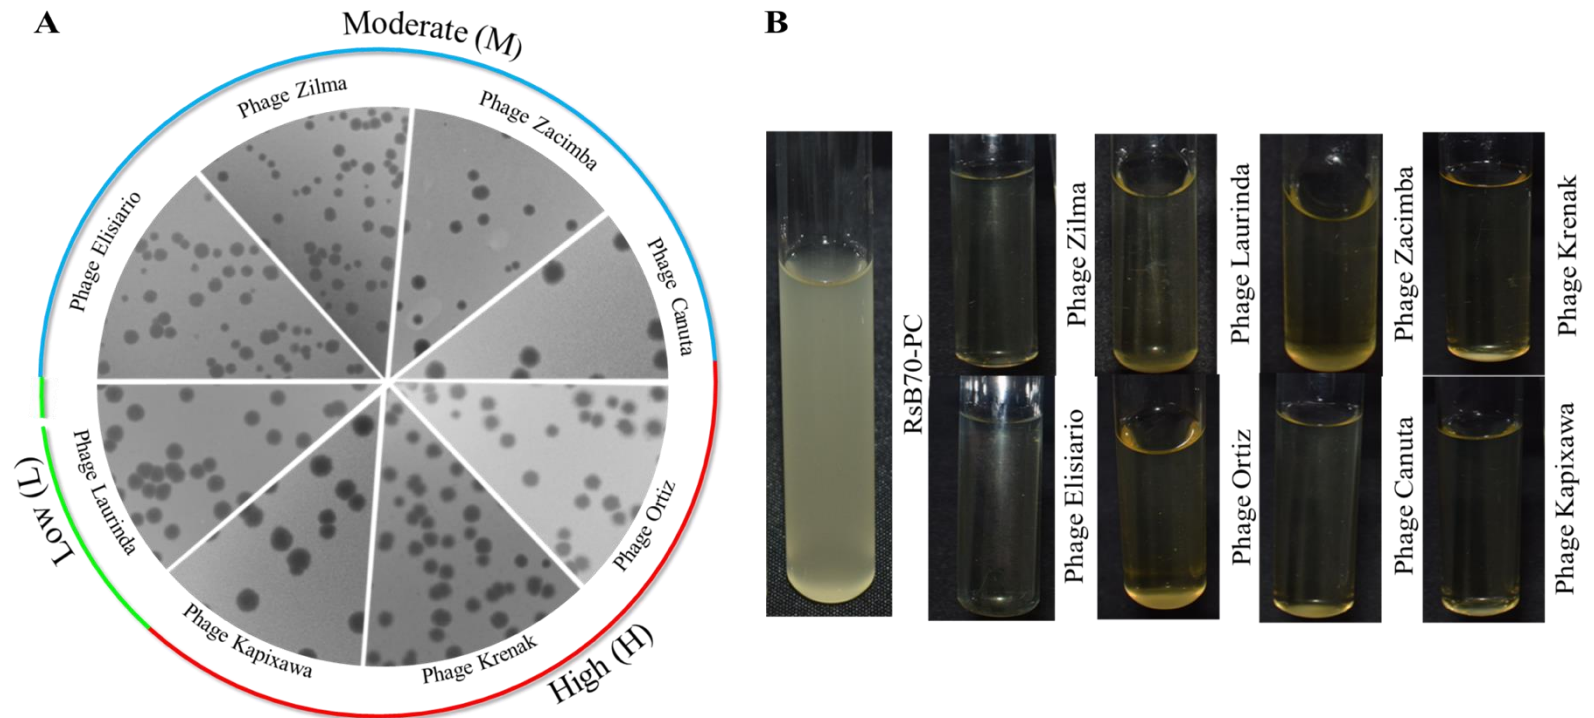 A
Moderate (M)
Phage Zilma
Phage Zacimba
Phage Elisiario
Phage Canuta
Phage Laurinda
Phage Ortiz
Low (L)
Phage Kapixawa
Phage Krenak
High (H)
B
RsB70-PC
Phage Zilma
Phage Laurinda
Phage Zacimba
Phage Krenak
Phage Elisiario
Phage Ortiz
Phage Canuta
Phage Kapixawa